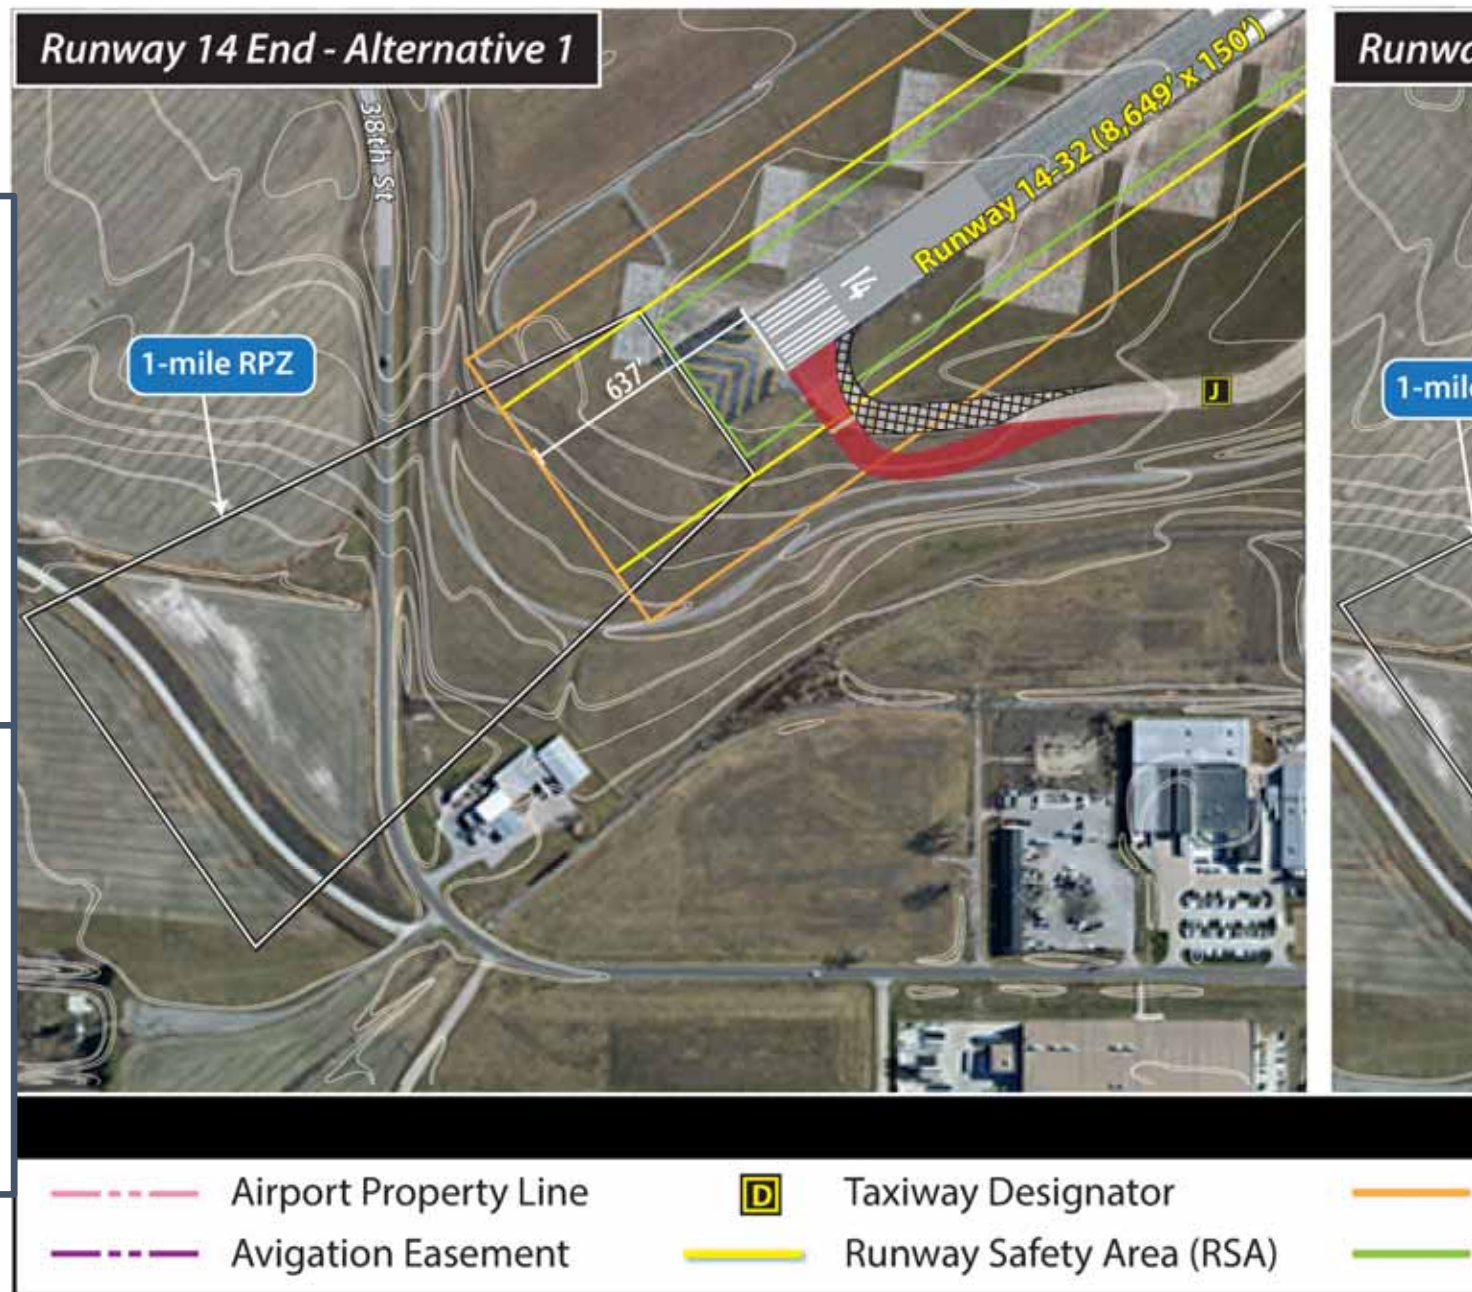 Runway 14 End - Alternative 1
Runwa
38th St
Runway 14-32 (8,649' x 150')
14
1-mile RPZ
637'
J
1-mile
Airport Property Line
D
Taxiway Designator
Avigation Easement
Runway Safety Area (RSA)